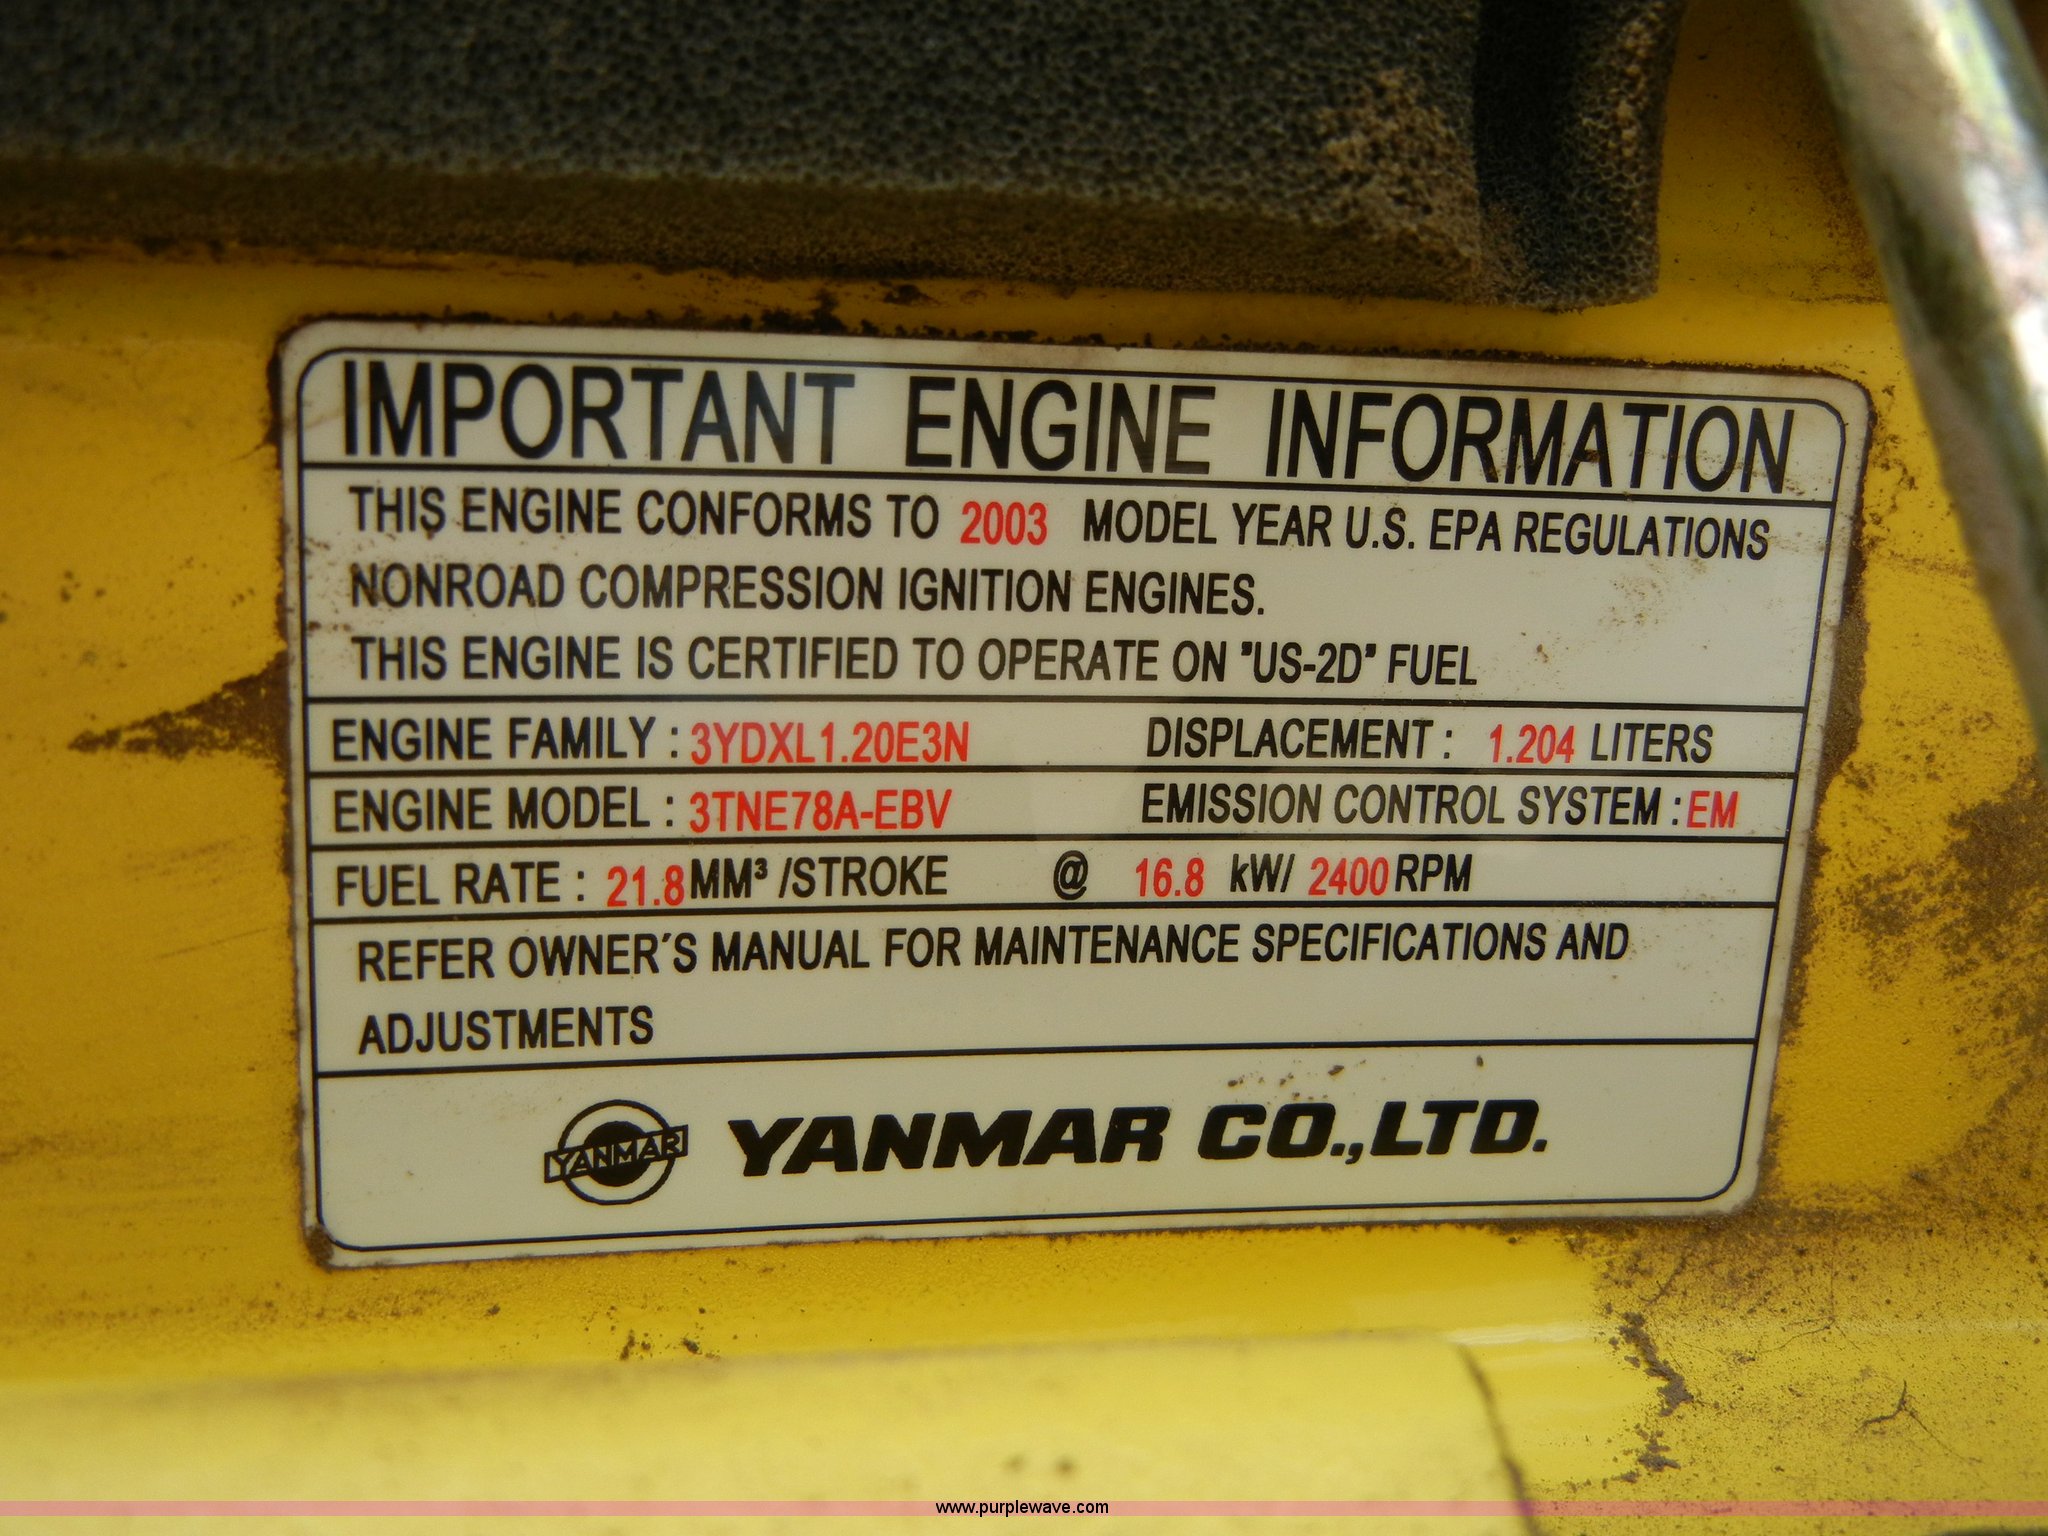 IMPORTANT ENGINE INFORMATION
THIS ENGINE CONFORMS TO 2003 MODEL YEAR U.S. EPA REGULATIONS
NONROAD COMPRESSION IGNITION ENGINES.
THIS ENGINE IS CERTIFIED TO OPERATE ON "US-2D" FUEL
ENGINE FAMILY : 3YDXL1.20E3N DISPLACEMENT : 1.204 LITERS
ENGINE MODEL : 3TNE78A-EBV EMISSION CONTROL SYSTEM : EM
FUEL RATE : 21.8 MM³ /STROKE @ 16.8 kW/ 2400 RPM
REFER OWNER´S MANUAL FOR MAINTENANCE SPECIFICATIONS AND
ADJUSTMENTS
YANMAR YANMAR CO.,LTD.
www.purplewave.com